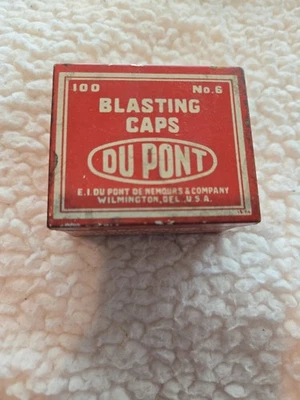 100 No.6
BLASTING
CAPS
DU PONT
E. I. DU PONT DE NEMOURS & COMPANY
WILMINGTON, DEL., U.S.A.